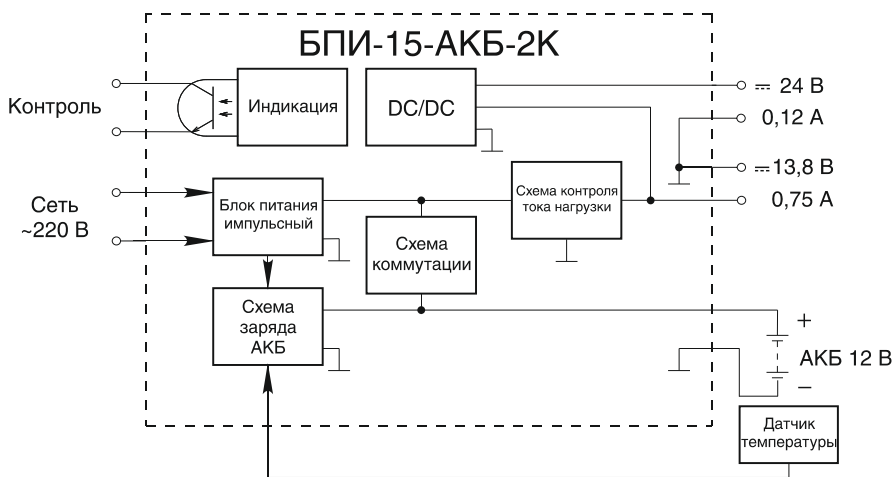 БПИ-15-АКБ-2К
Контроль
Индикация
DC/DC
24 В
0,12 А
13,8 В
0,75 А
Сеть
~220 В
Блок питания
импульсный
Схема контроля
тока нагрузки
Схема
коммутации
Схема
заряда
АКБ
+
АКБ 12 В
–
Датчик
температуры